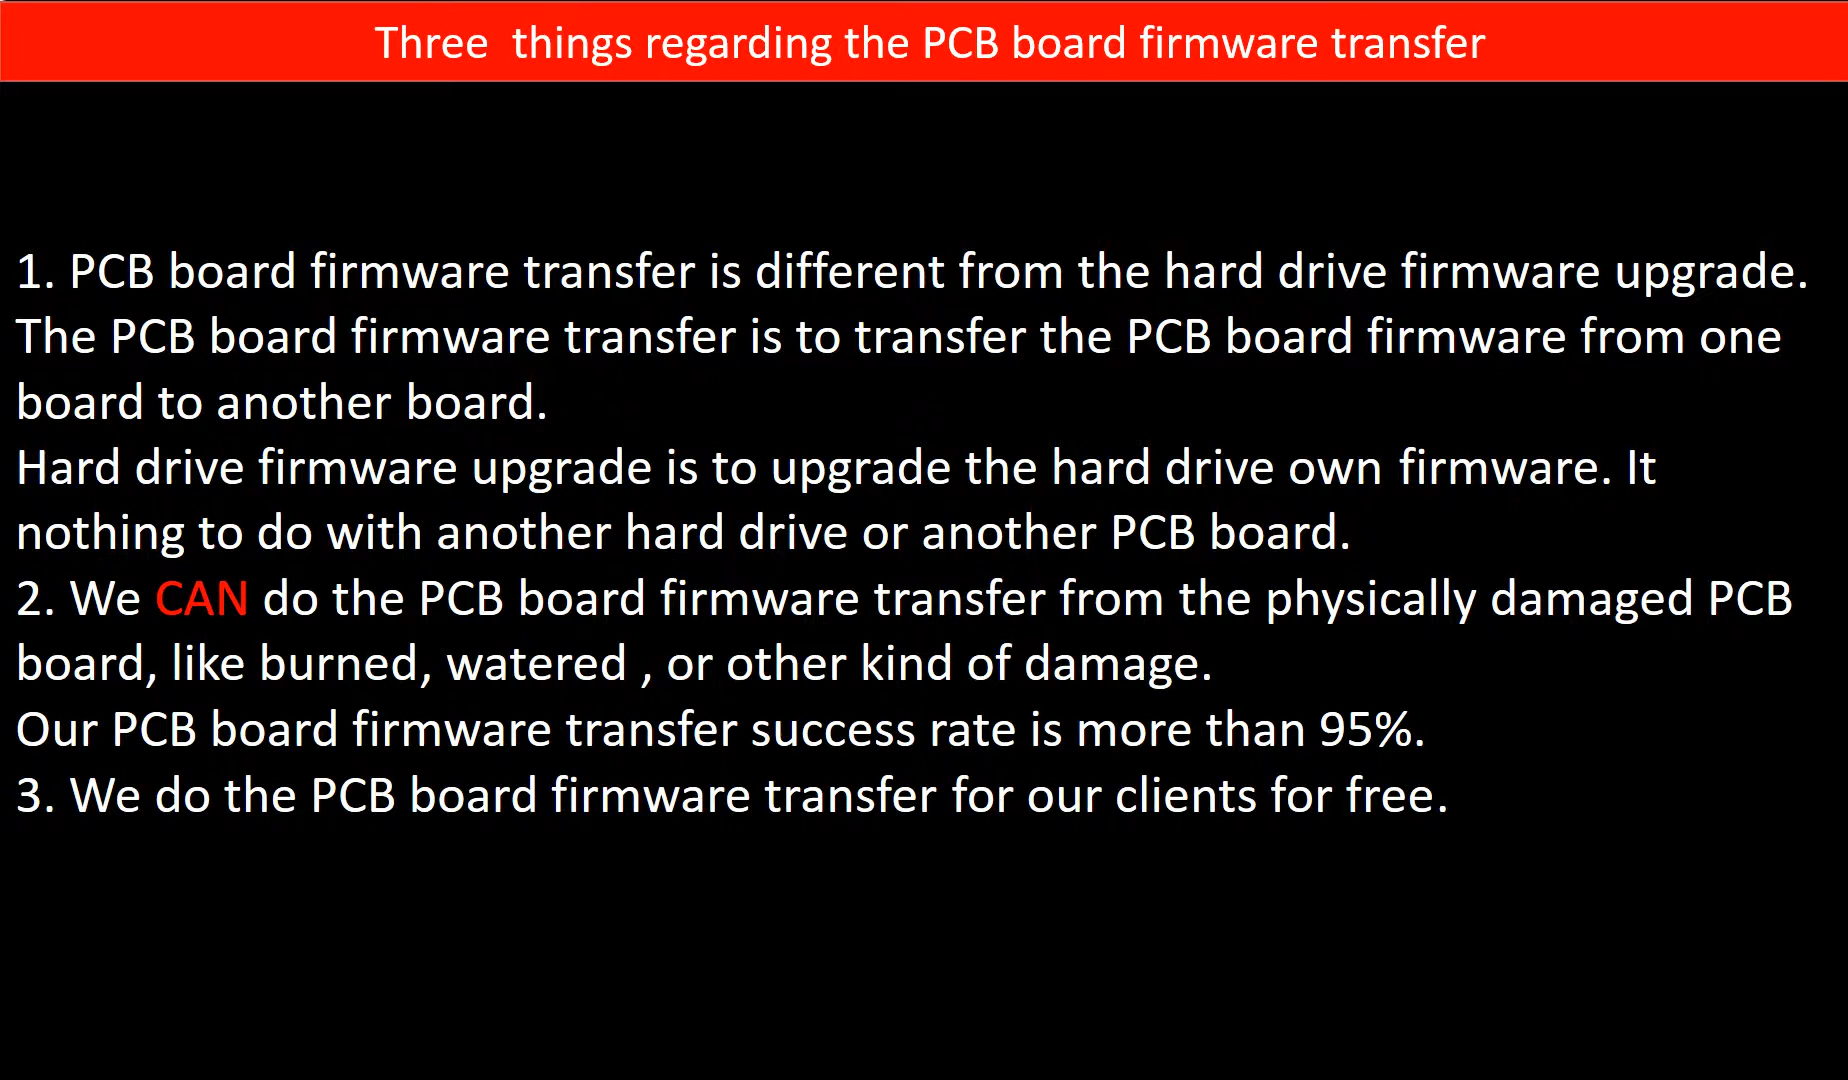 Three  things regarding the PCB board firmware transfer
1. PCB board firmware transfer is different from the hard drive firmware upgrade.
The PCB board firmware transfer is to transfer the PCB board firmware from one
board to another board.
Hard drive firmware upgrade is to upgrade the hard drive own firmware. It
nothing to do with another hard drive or another PCB board.
2. We CAN do the PCB board firmware transfer from the physically damaged PCB
board, like burned, watered , or other kind of damage.
Our PCB board firmware transfer success rate is more than 95%.
3. We do the PCB board firmware transfer for our clients for free.